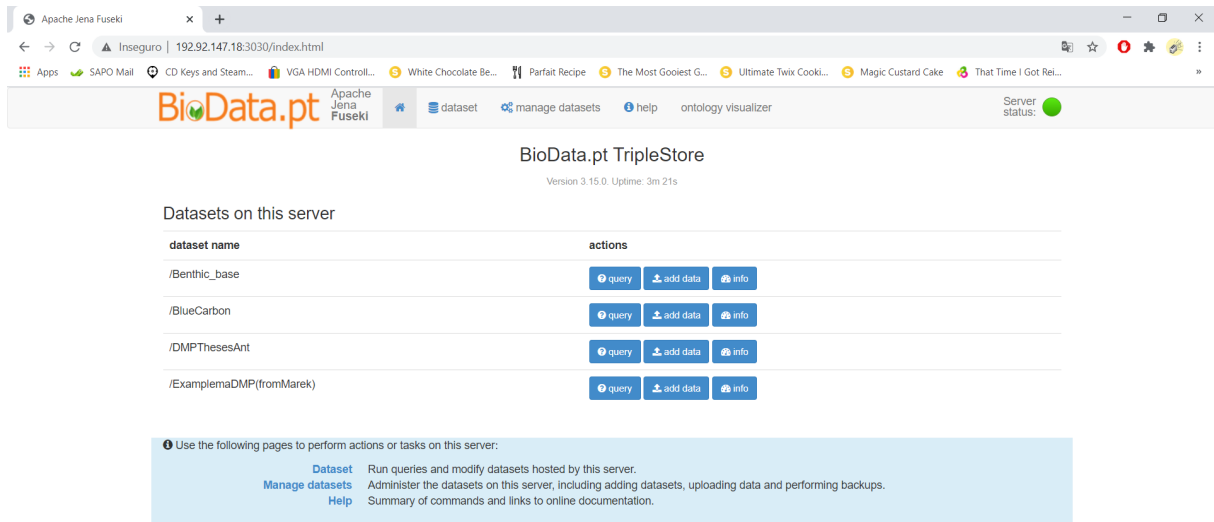 Apache Jena Fuseki
Inseguro | 192.92.147.18:3030/index.html
Apps SAPO Mail CD Keys and Steam... VGA HDMI Controll... White Chocolate Be... Parfait Recipe The Most Gooiest G... Ultimate Twix Cooki... Magic Custard Cake That Time I Got Rei... »
BioData.pt Apache Jena Fuseki dataset manage datasets help ontology visualizer Server status:
BioData.pt TripleStore
Version 3.15.0. Uptime: 3m 21s
Datasets on this server
dataset name actions
/Benthic_base query add data info
/BlueCarbon query add data info
/DMPThesesAnt query add data info
/ExamplemaDMP(fromMarek) query add data info
Use the following pages to perform actions or tasks on this server:
Dataset Run queries and modify datasets hosted by this server.
Manage datasets Administer the datasets on this server, including adding datasets, uploading data and performing backups.
Help Summary of commands and links to online documentation.